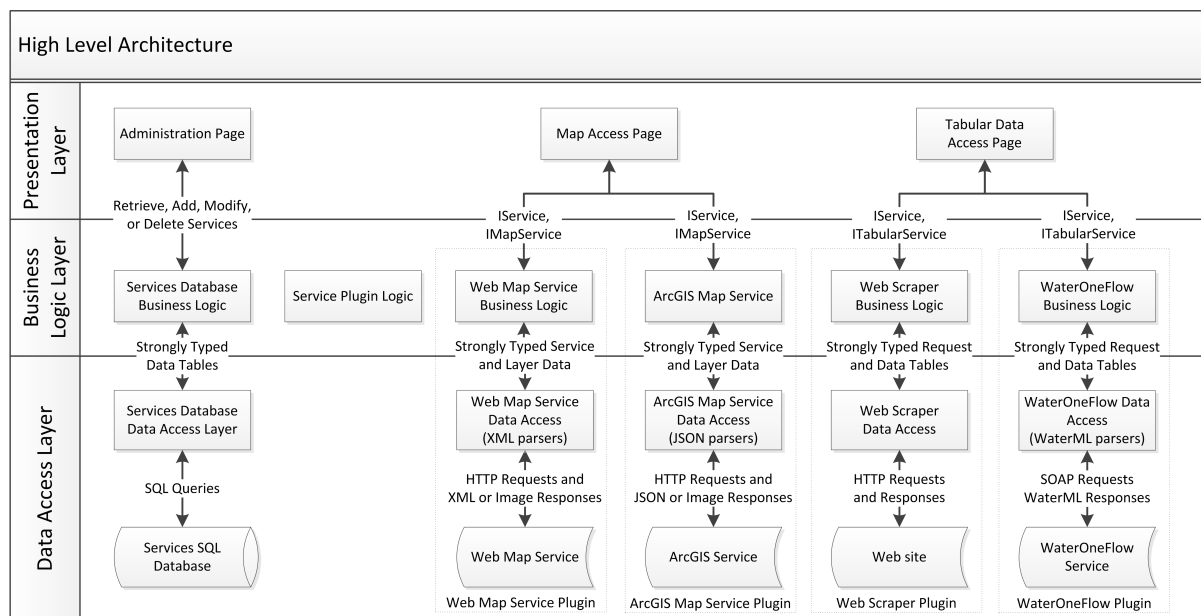 High Level Architecture
Presentation
Layer
Administration Page
Map Access Page
Tabular Data
Access Page
Retrieve, Add, Modify,
or Delete Services
IService,
IMapService
IService,
IMapService
IService,
ITabularService
IService,
ITabularService
Business
Logic Layer
Services Database
Business Logic
Service Plugin Logic
Web Map Service
Business Logic
ArcGIS Map Service
Web Scraper
Business Logic
WaterOneFlow
Business Logic
Strongly Typed
Data Tables
Strongly Typed Service
and Layer Data
Strongly Typed Service
and Layer Data
Strongly Typed Request
and Data Tables
Strongly Typed Request
and Data Tables
Data Access Layer
Services Database
Data Access Layer
Web Map Service
Data Access
(XML parsers)
ArcGIS Map Service
Data Access
(JSON parsers)
Web Scraper
Data Access
WaterOneFlow Data
Access
(WaterML parsers)
SQL Queries
HTTP Requests and
XML or Image Responses
HTTP Requests and
JSON or Image Responses
HTTP Requests
and Responses
SOAP Requests
WaterML Responses
Services SQL
Database
Web Map Service
ArcGIS Service
Web site
WaterOneFlow
Service
Web Map Service Plugin
ArcGIS Map Service Plugin
Web Scraper Plugin
WaterOneFlow Plugin